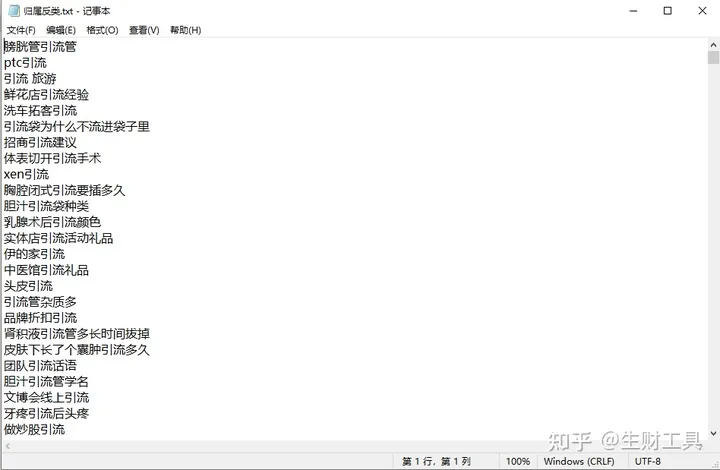 归属反类.txt - 记事本
文件(F) 编辑(E) 格式(O) 查看(V) 帮助(H)
膀胱管引流管
ptc引流
引流 旅游
鲜花店引流经验
洗车拓客引流
引流袋为什么不流进袋子里
招商引流建议
体表切开引流手术
xen引流
胸腔闭式引流要插多久
胆汁引流袋种类
乳腺术后引流颜色
实体店引流活动礼品
伊的家引流
中医馆引流礼品
头皮引流
引流管杂质多
品牌折扣引流
肾积液引流管多长时间拔掉
皮肤下长了个囊肿引流多久
团队引流话语
胆汁引流管学名
文博会线上引流
牙疼引流后头疼
做炒股引流
知乎 @生财工具
第 1 行，第 1 列 100% Windows (CRLF) UTF-8